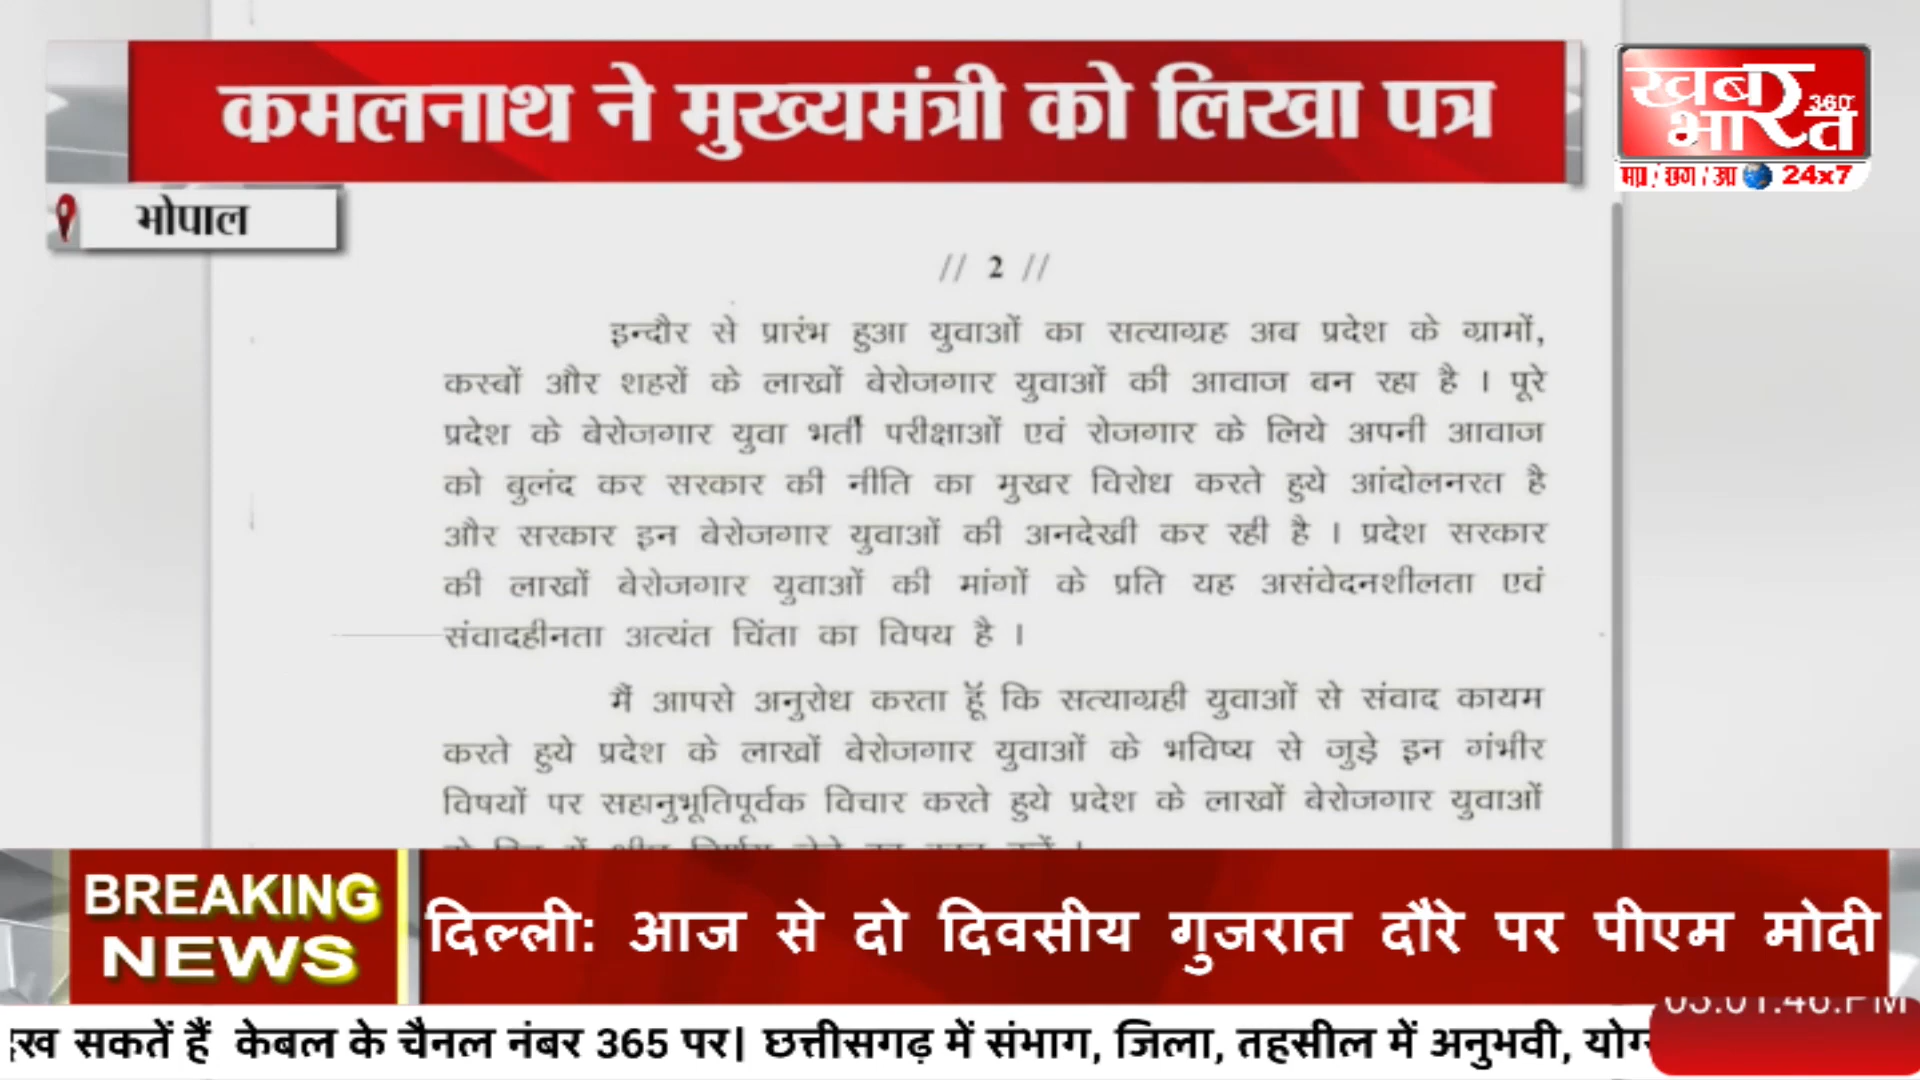 कमलनाथ ने मुख्यमंत्री को लिखा पत्र
खबर
360°
भारत
24x7
भोपाल
// 2 //
इन्दौर से प्रारंभ हुआ युवाओं का सत्याग्रह अब प्रदेश के ग्रामों,
कस्बों और शहरों के लाखों बेरोजगार युवाओं की आवाज बन रहा है । पूरे
प्रदेश के बेरोजगार युवा भर्ती परीक्षाओं एवं रोजगार के लिये अपनी आवाज
को बुलंद कर सरकार की नीति का मुखर विरोध करते हुये आंदोलनरत है
और सरकार इन बेरोजगार युवाओं की अनदेखी कर रही है । प्रदेश सरकार
की लाखों बेरोजगार युवाओं की मांगों के प्रति यह असंवेदनशीलता एवं
संवादहीनता अत्यंत चिंता का विषय है ।
मैं आपसे अनुरोध करता हूॅं कि सत्याग्रही युवाओं से संवाद कायम
करते हुये प्रदेश के लाखों बेरोजगार युवाओं के भविष्य से जुड़े इन गंभीर
विषयों पर सहानुभूतिपूर्वक विचार करते हुये प्रदेश के लाखों बेरोजगार युवाओं
BREAKING
NEWS
दिल्ली: आज से दो दिवसीय गुजरात दौरे पर पीएम मोदी
सकतें हैं केबल के चैनल नंबर 365 पर| छत्तीसगढ़ में संभाग, जिला, तहसील में अनुभवी,